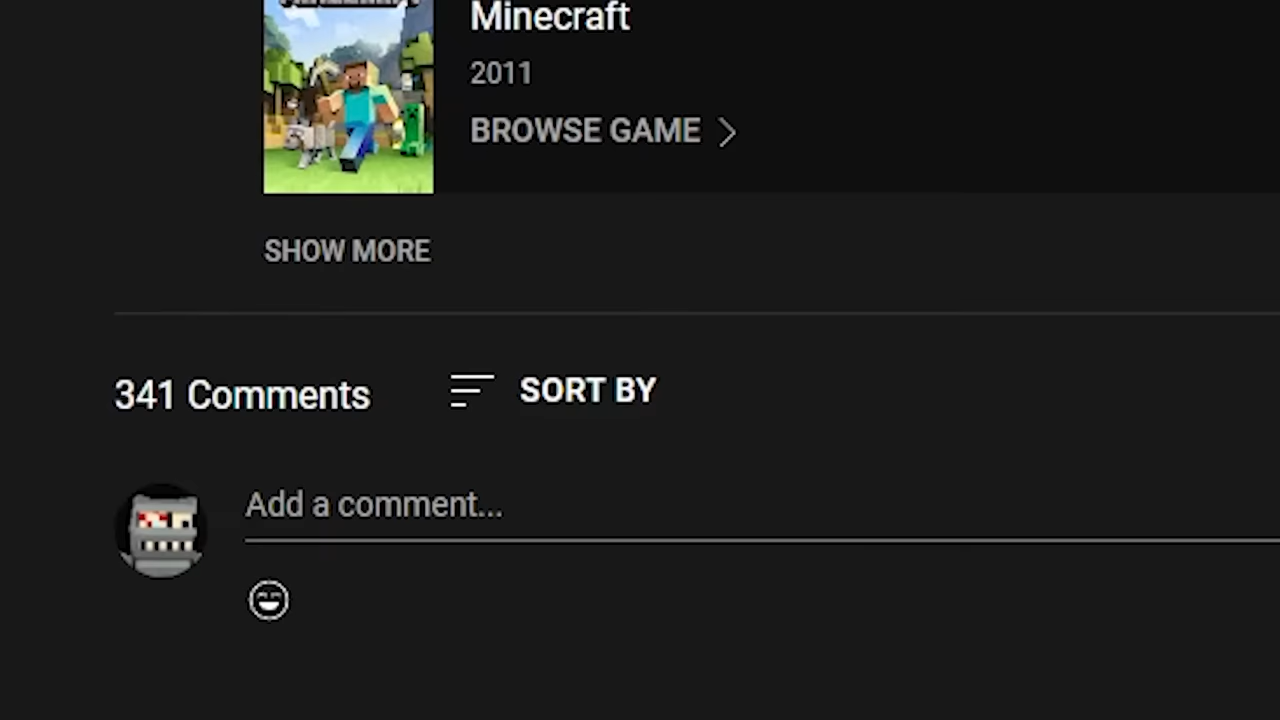 Minecraft
2011
BROWSE GAME
SHOW MORE
341 Comments
SORT BY
Add a comment...